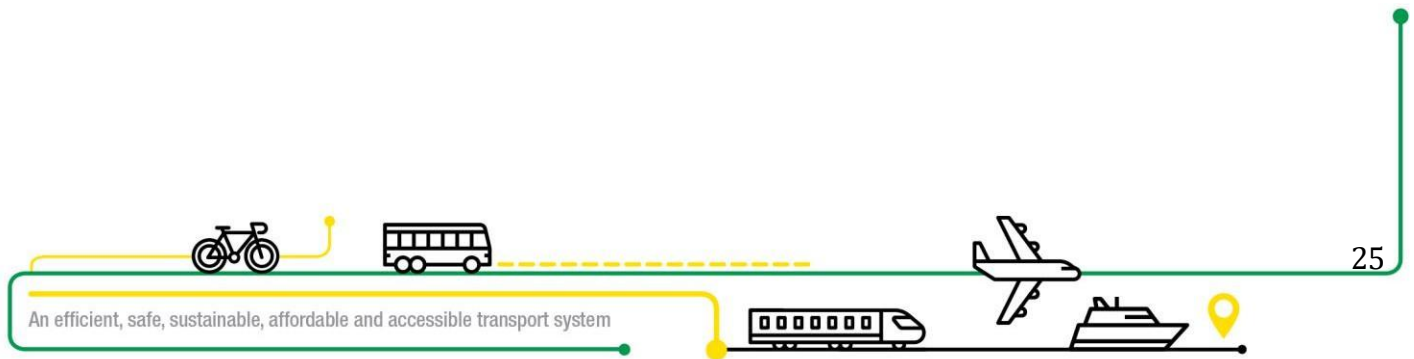 25
An efficient, safe, sustainable, affordable and accessible transport system